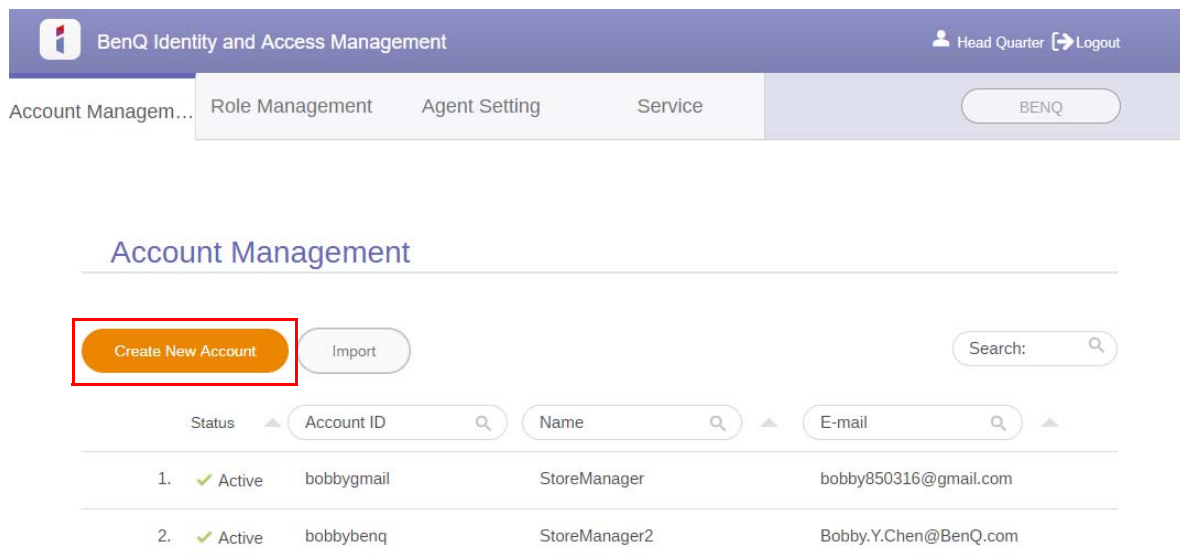 BenQ Identity and Access Management
Head Quarter Logout
Account Managem...
Role Management
Agent Setting
Service
BENQ
Account Management
Create New Account
Import
Search:
Status Account ID Name E-mail
1. Active bobbygmail StoreManager bobby850316@gmail.com
2. Active bobbybenq StoreManager2 Bobby.Y.Chen@BenQ.com